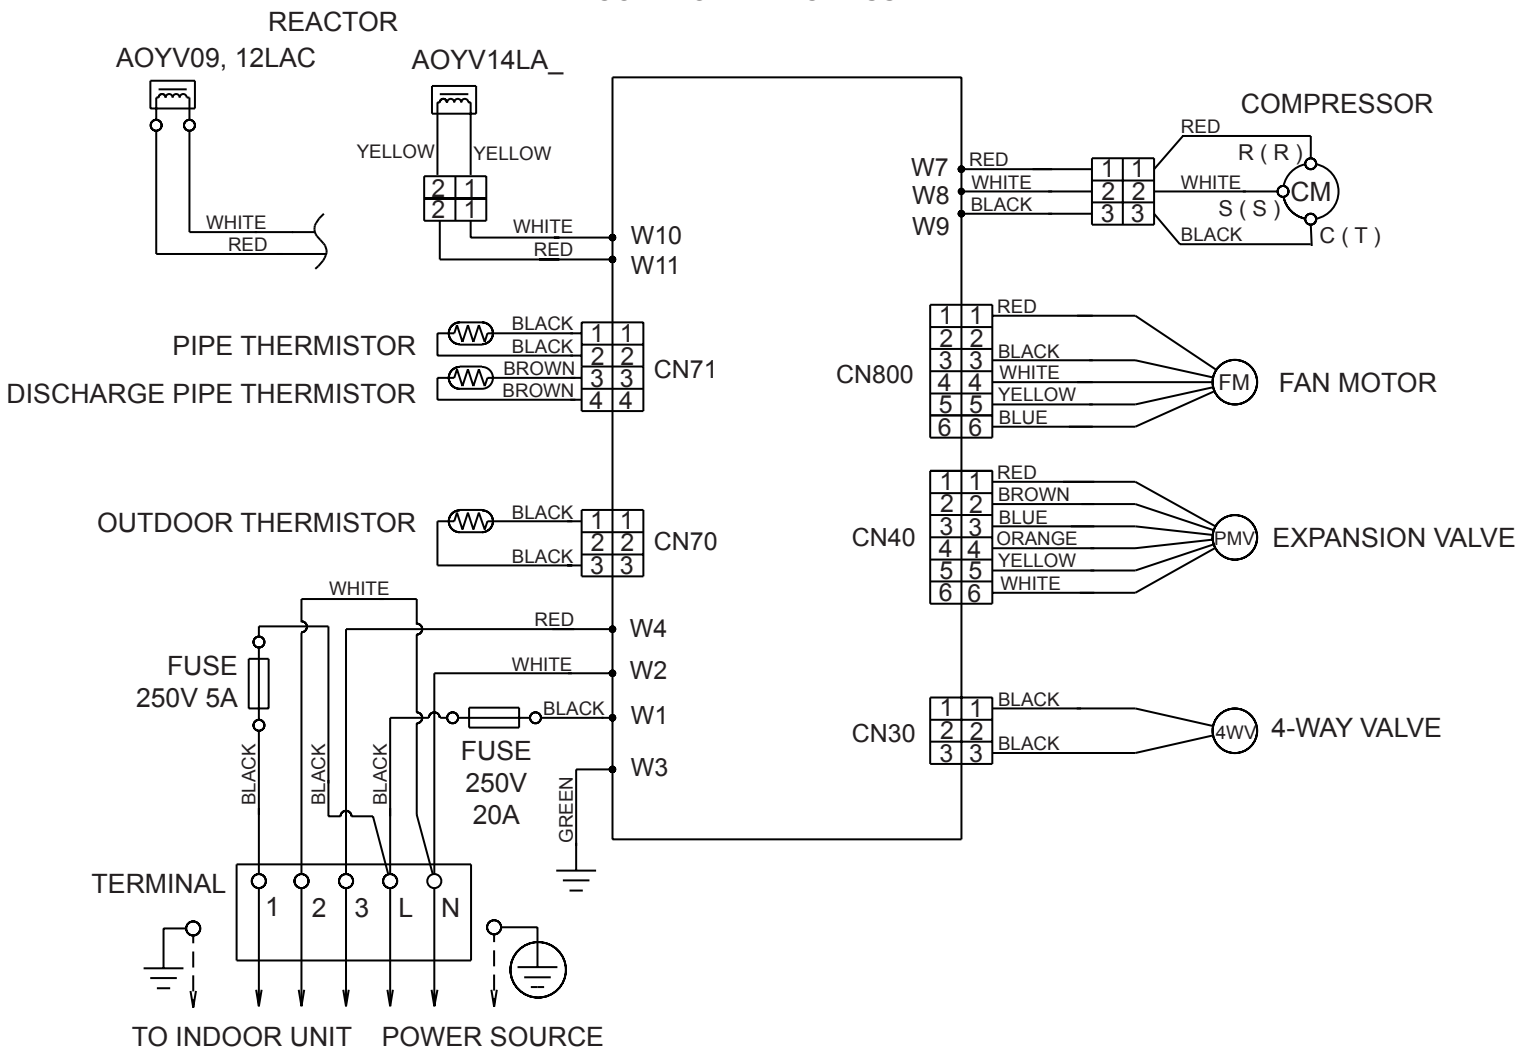 REACTOR
AOYV09, 12LAC
AOYV14LA_
COMPRESSOR
RED
R ( R )
YELLOW
YELLOW
W7
RED
1 1
W8
WHITE
2 2
WHITE
CM
W9
BLACK
3 3
S ( S )
BLACK
C ( T )
2 1
2 1
WHITE
RED
WHITE
W10
RED
W11
PIPE THERMISTOR
BLACK
1 1
BLACK
2 2
DISCHARGE PIPE THERMISTOR
BROWN
3 3
BROWN
4 4
CN71
CN800
1 1
RED
2 2
3 3
BLACK
4 4
WHITE
5 5
YELLOW
6 6
BLUE
FM
FAN MOTOR
OUTDOOR THERMISTOR
BLACK
1 1
2 2
BLACK
3 3
CN70
CN40
1 1
RED
2 2
BROWN
3 3
BLUE
4 4
ORANGE
5 5
YELLOW
6 6
WHITE
PMV
EXPANSION VALVE
WHITE
RED
W4
WHITE
W2
FUSE
250V 5A
BLACK
W1
FUSE
250V
20A
W3
BLACK
BLACK
BLACK
GREEN
CN30
1 1
BLACK
2 2
3 3
BLACK
4WV
4-WAY VALVE
TERMINAL
1 2 3 L N
TO INDOOR UNIT
POWER SOURCE